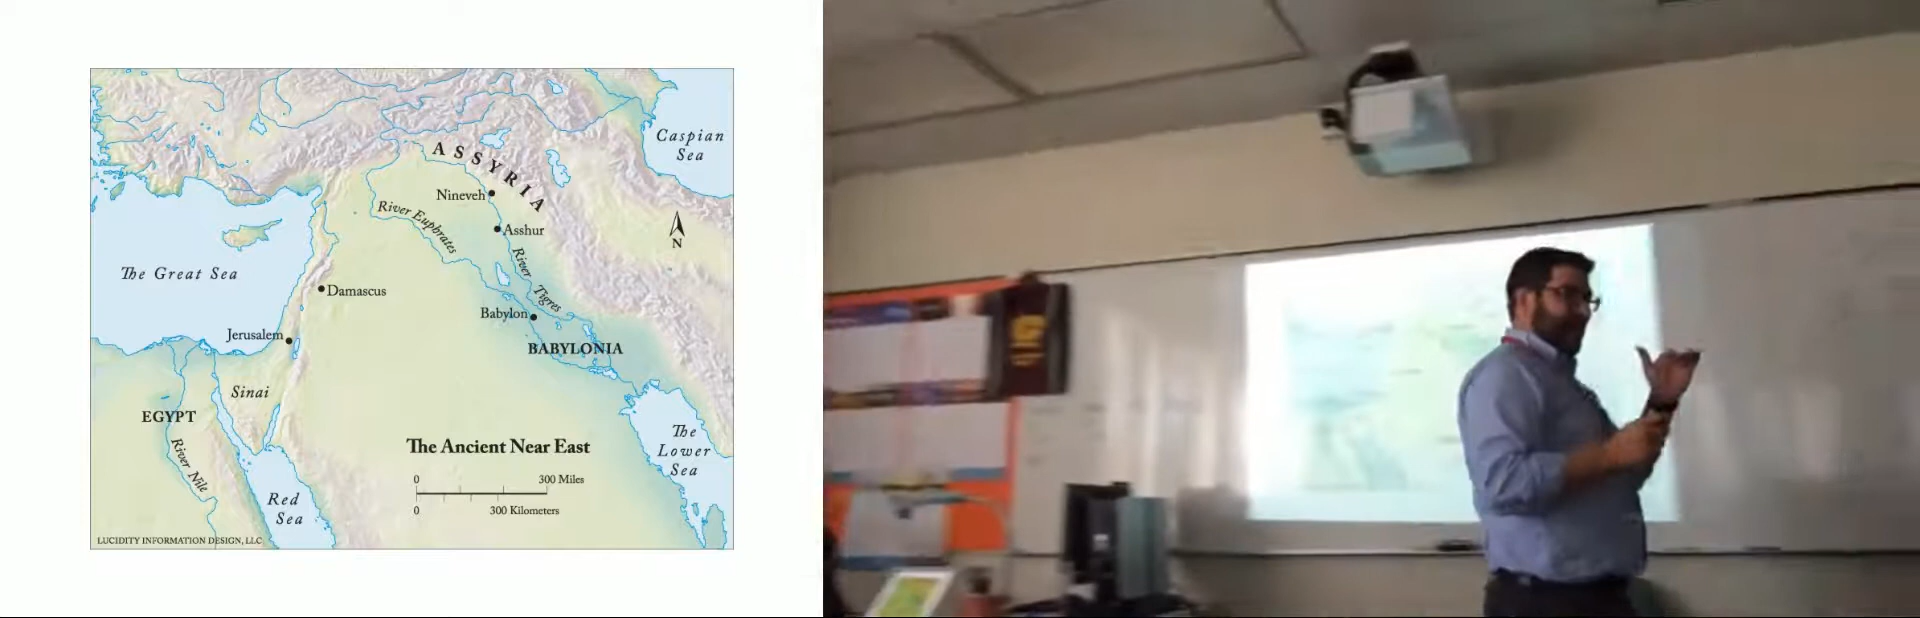 Caspian
Sea
ASSYRIA
Nineveh
River Euphrates
Asshur
N
River Tigres
The Great Sea
Damascus
Babylon
Jerusalem
BABYLONIA
Sinai
EGYPT
River Nile
The Ancient Near East
The
Lower
Sea
0 300 Miles
0 300 Kilometers
Red
Sea
LUCIDITY INFORMATION DESIGN, LLC